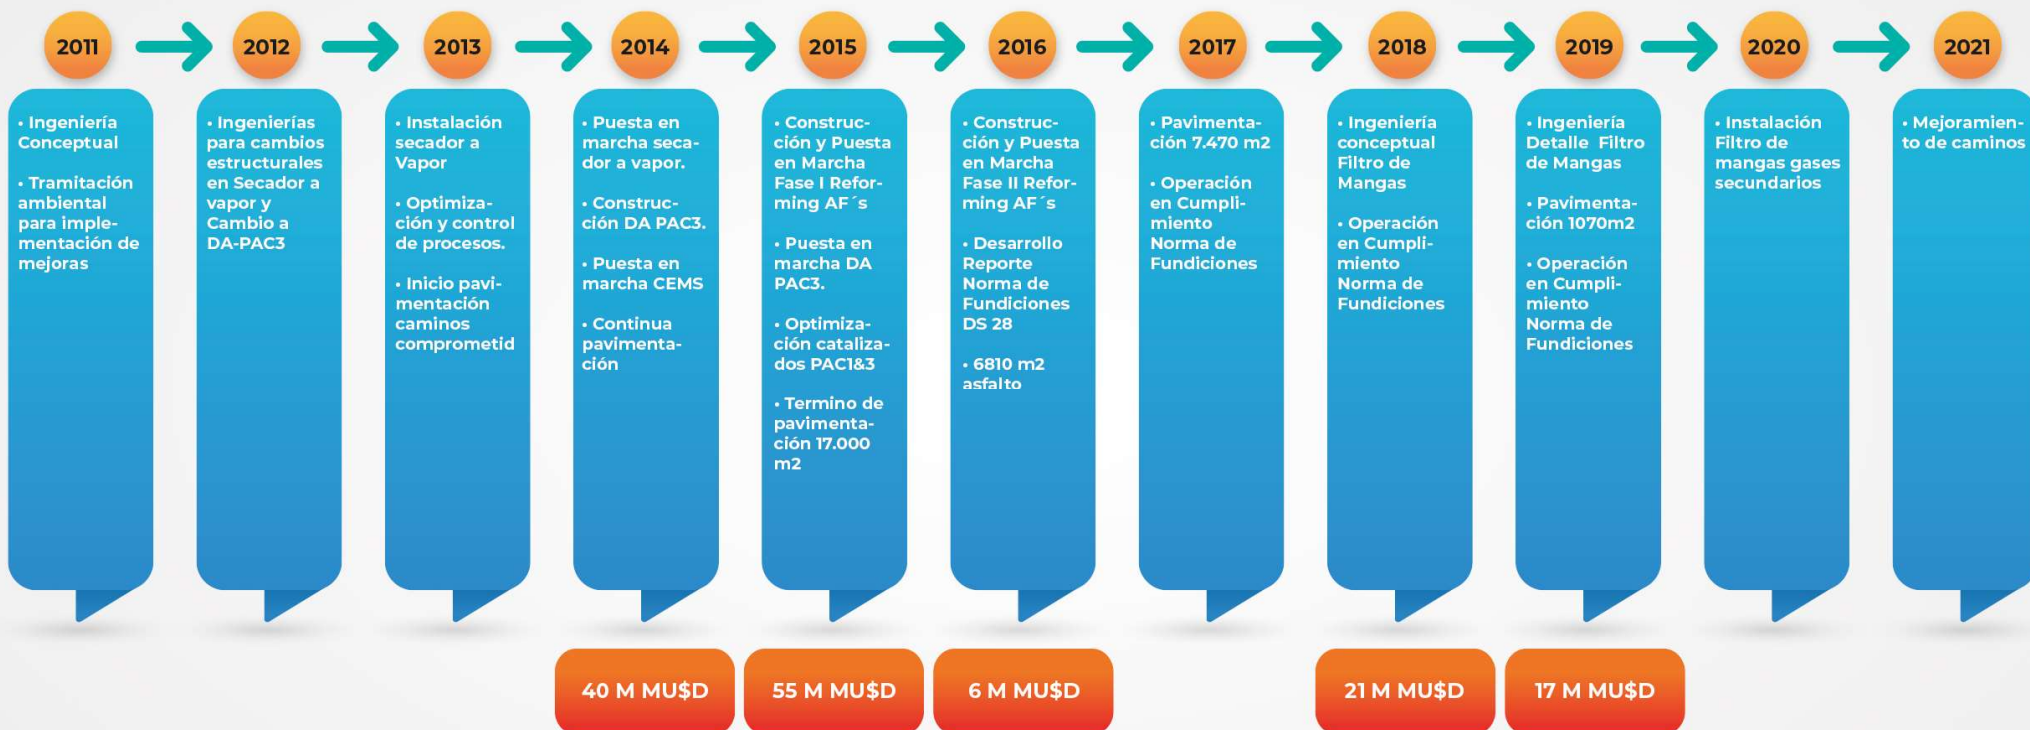 2011
2012
2013
2014
2015
2016
2017
2018
2019
2020
2021
• Ingeniería
Conceptual
• Tramitación
ambiental
para imple-
mentación de
mejoras
• Ingenierías
para cambios
estructurales
en Secador a
vapor y
Cambio a
DA-PAC3
• Instalación
secador a
Vapor
• Optimiza-
ción y control
de procesos.
• Inicio pavi-
mentación
caminos
comprometid
• Puesta en
marcha seca-
dor a vapor.
• Construc-
ción DA PAC3.
• Puesta en
marcha CEMS
• Continua
pavimenta-
ción
• Construc-
ción y Puesta
en Marcha
Fase I Refor-
ming AF´s
• Puesta en
marcha DA
PAC3.
• Optimiza-
ción cataliza-
dos PAC1&3
• Termino de
pavimenta-
ción 17.000
m2
• Construc-
ción y Puesta
en Marcha
Fase II Refor-
ming AF´s
• Desarrollo
Reporte
Norma de
Fundiciones
DS 28
• 6810 m2
asfalto
• Pavimenta-
ción 7.470 m2
• Operación
en Cumpli-
miento
Norma de
Fundiciones
• Ingeniería
conceptual
Filtro de
Mangas
• Operación
en Cumpli-
miento
Norma de
Fundiciones
• Ingeniería
Detalle Filtro
de Mangas
• Pavimenta-
ción 1070m2
• Operación
en Cumpli-
miento
Norma de
Fundiciones
• Instalación
Filtro de
mangas gases
secundarios
• Mejoramien-
to de caminos
40 M MU$D
55 M MU$D
6 M MU$D
21 M MU$D
17 M MU$D